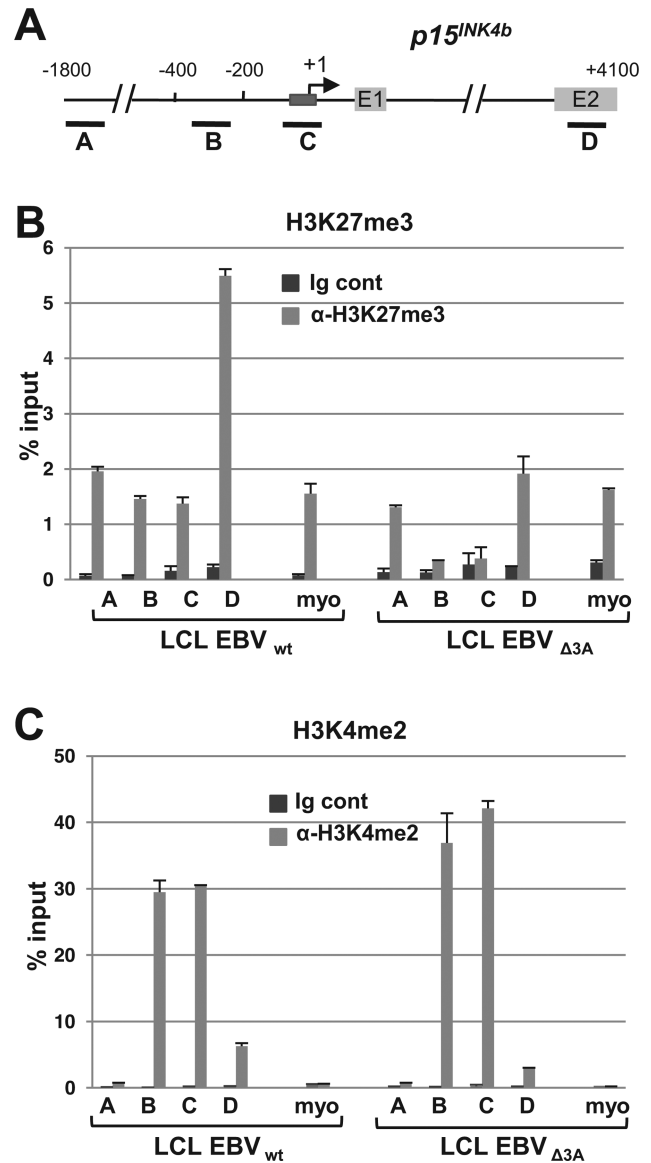 A
p15INK4b
-1800 -400 -200 +1 +4100
E1 E2
A B C D
B
H3K27me3
6
5
4
3
2
1
0
% input
Ig cont
α-H3K27me3
A B C D myo A B C D myo
LCL EBV wt LCL EBV Δ3A
C
H3K4me2
50
40
30
20
10
0
% input
Ig cont
α-H3K4me2
A B C D myo A B C D myo
LCL EBV wt LCL EBV Δ3A